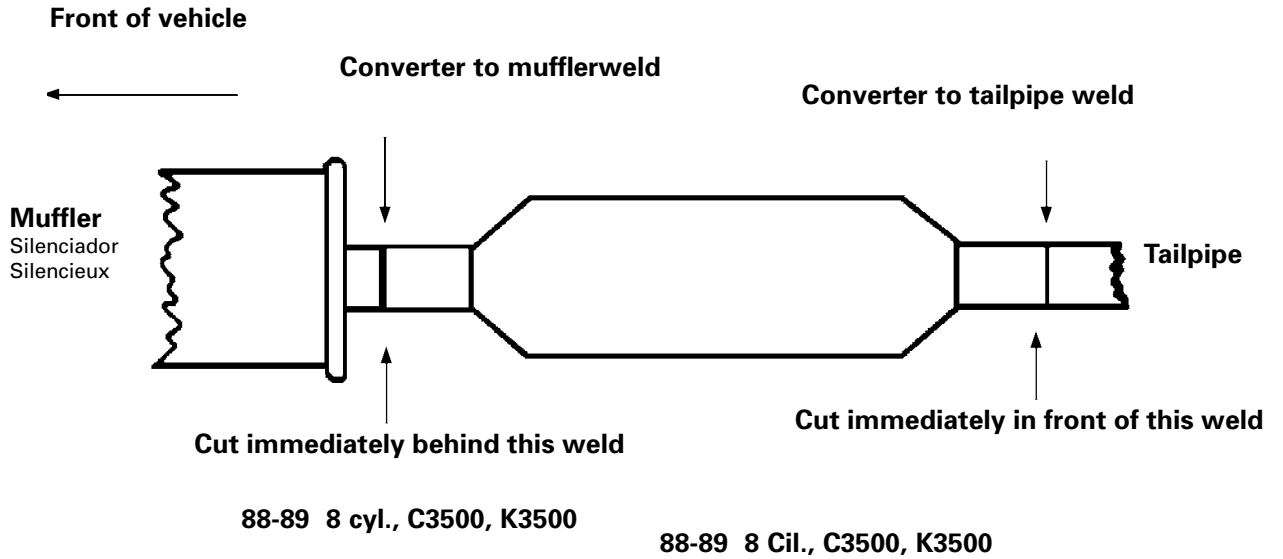 Front of vehicle
Converter to mufflerweld
Converter to tailpipe weld
Muffler
Silenciador
Silencieux
Tailpipe
Cut immediately behind this weld
Cut immediately in front of this weld
88-89 8 cyl., C3500, K3500
88-89 8 Cil., C3500, K3500